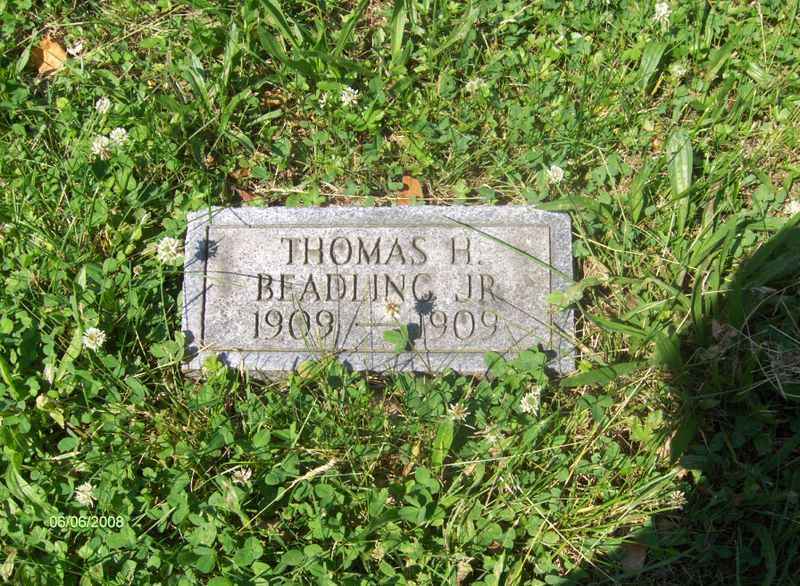 THOMAS H.
BEADLING JR
1909 — 1909
06/06/2008